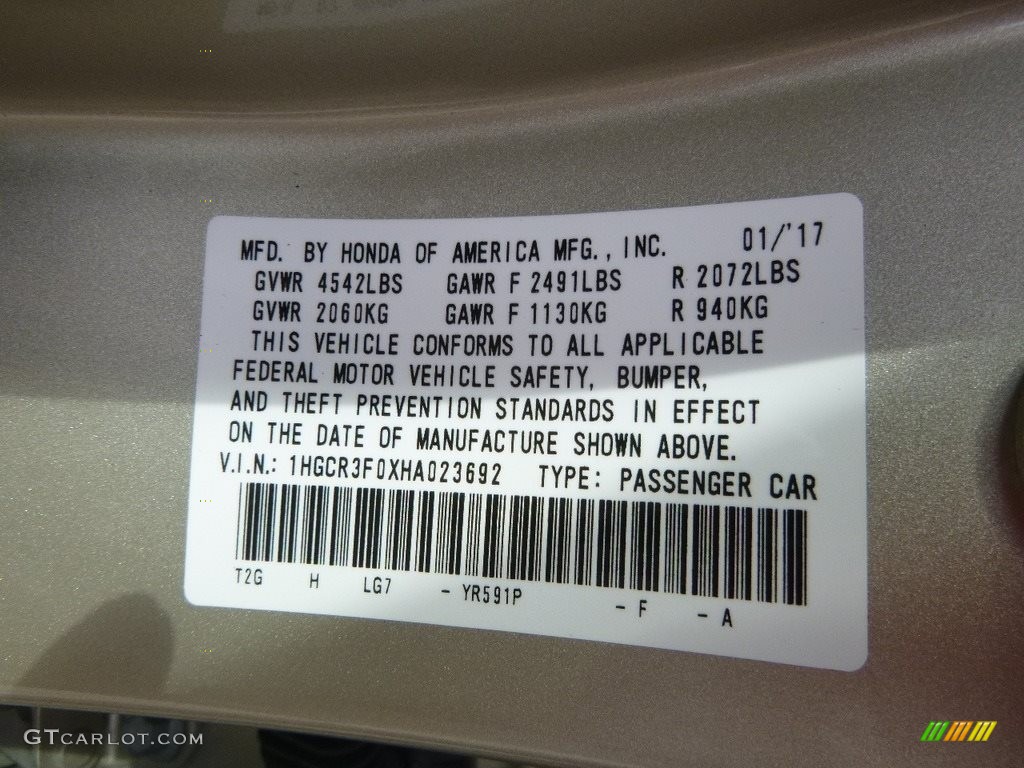 MFD. BY HONDA OF AMERICA MFG., INC. 01/'17
GVWR 4542LBS GAWR F 2491LBS R 2072LBS
GVWR 2060KG GAWR F 1130KG R 940KG
THIS VEHICLE CONFORMS TO ALL APPLICABLE
FEDERAL MOTOR VEHICLE SAFETY, BUMPER,
AND THEFT PREVENTION STANDARDS IN EFFECT
ON THE DATE OF MANUFACTURE SHOWN ABOVE.
V.I.N.: 1HGCR3F0XHA023692 TYPE: PASSENGER CAR
T2G H LG7 - YR591P - F - A
GTCARLOT.COM